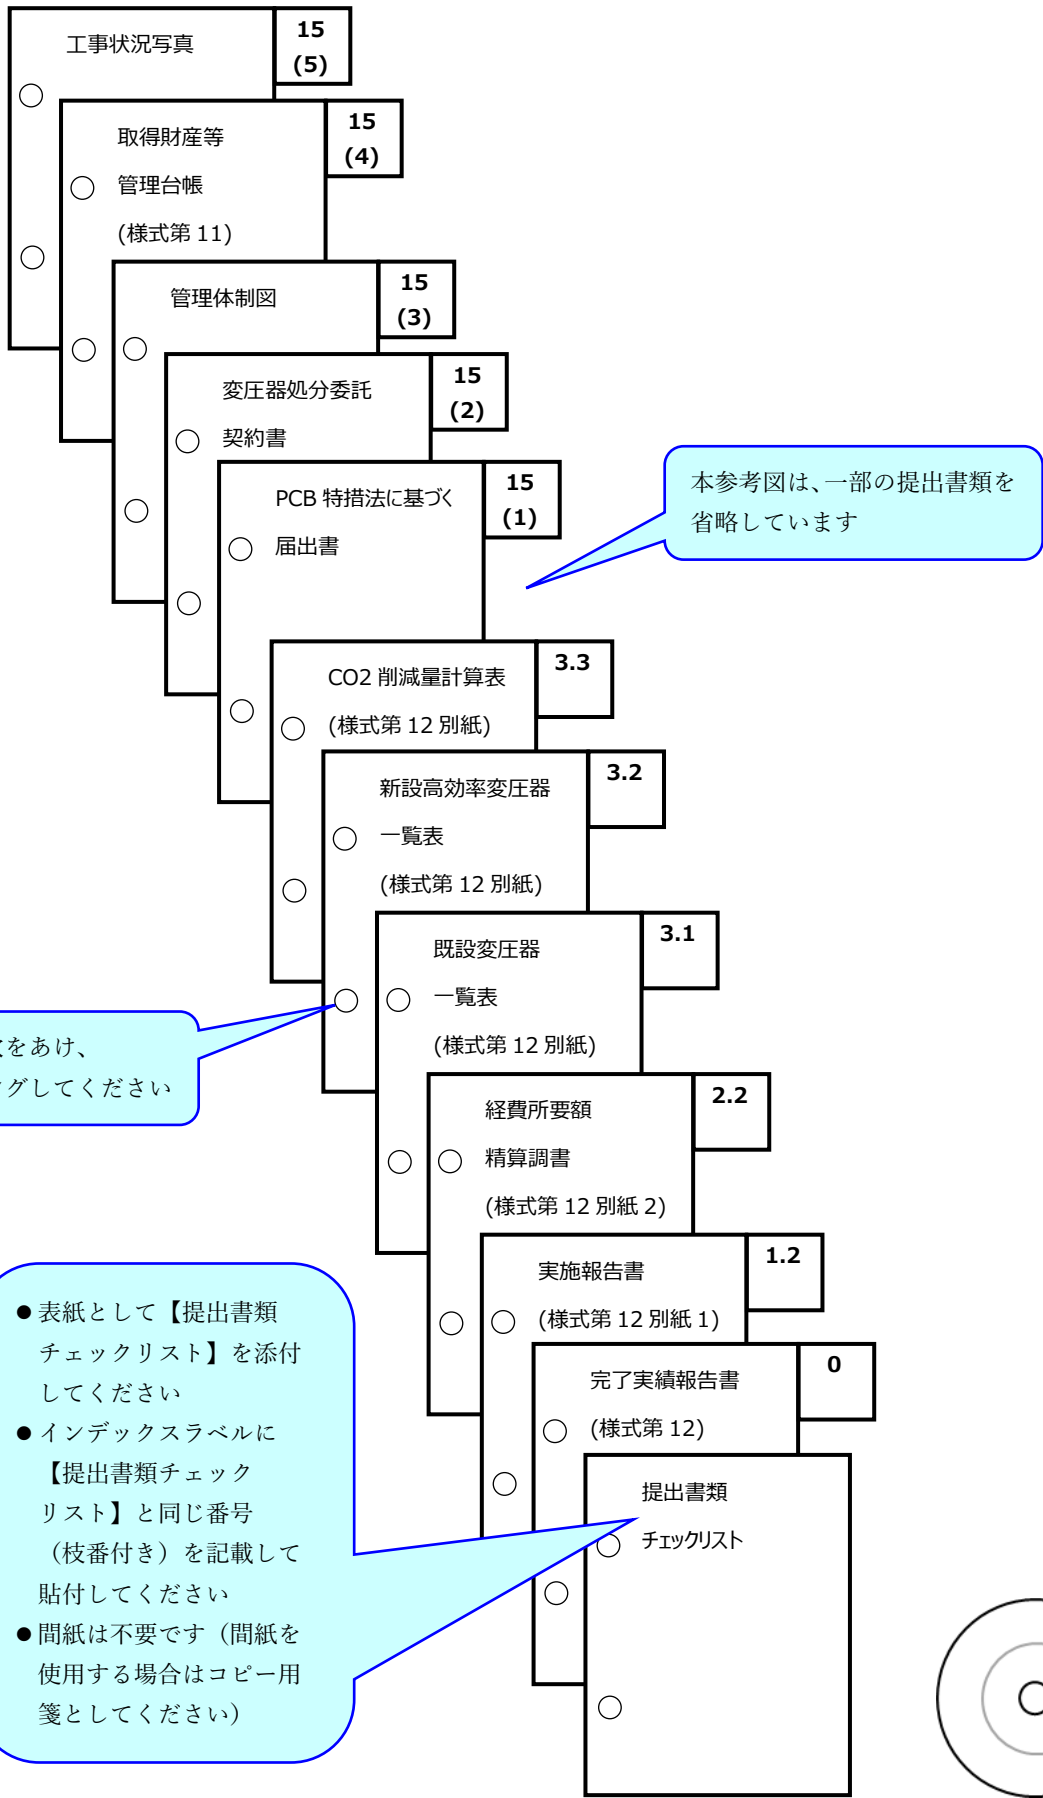 工事状況写真
15
(5)
取得財産等
管理台帳
(様式第 11)
15
(4)
管理体制図
15
(3)
変圧器処分委託
契約書
15
(2)
PCB 特措法に基づく
届出書
15
(1)
本参考図は、一部の提出書類を
省略しています
CO2 削減量計算表
(様式第 12 別紙)
3.3
新設高効率変圧器
一覧表
(様式第 12 別紙)
3.2
既設変圧器
一覧表
(様式第 12 別紙)
3.1
をあけ、
グしてください
経費所要額
精算調書
(様式第 12 別紙 2)
2.2
実施報告書
(様式第 12 別紙 1)
1.2
完了実績報告書
(様式第 12)
0
提出書類
チェックリスト
●表紙として【提出書類
チェックリスト】を添付
してください
●インデックスラベルに
【提出書類チェック
リスト】と同じ番号
（枝番付き）を記載して
貼付してください
●間紙は不要です（間紙を
使用する場合はコピー用
箋としてください）